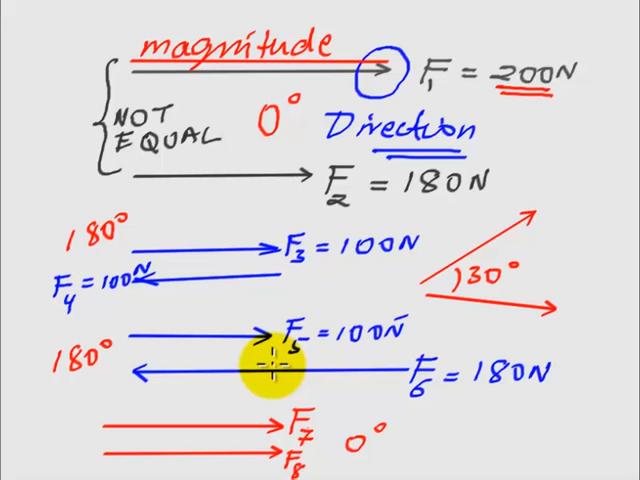 magnitude
F1 = 200N
NOT
EQUAL
0°
Direction
F2 = 180N
180°
F3 = 100N
F4 = 100N
30°
F5 = 100N
180°
F6 = 180N
F7
F8
0°